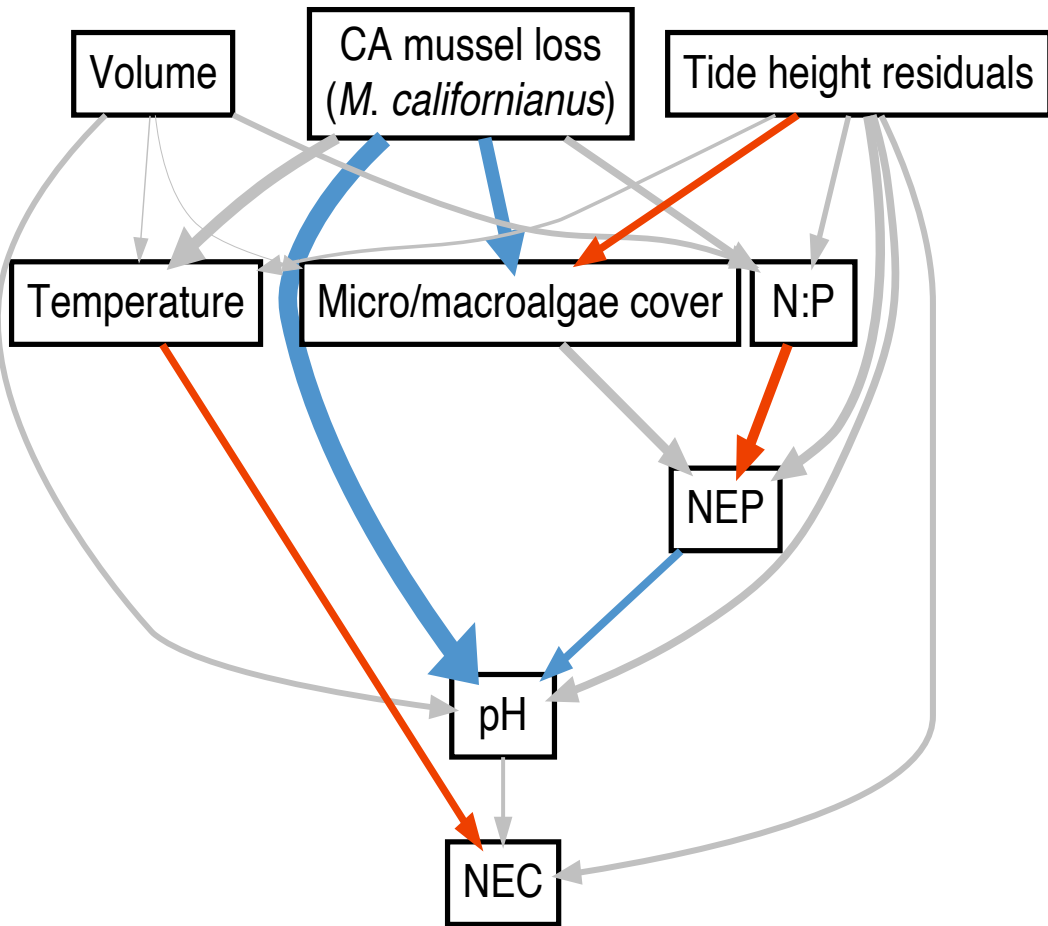 Volume
CA mussel loss
(M. californianus)
Tide height residuals
Temperature
Micro/macroalgae cover
N:P
NEP
pH
NEC